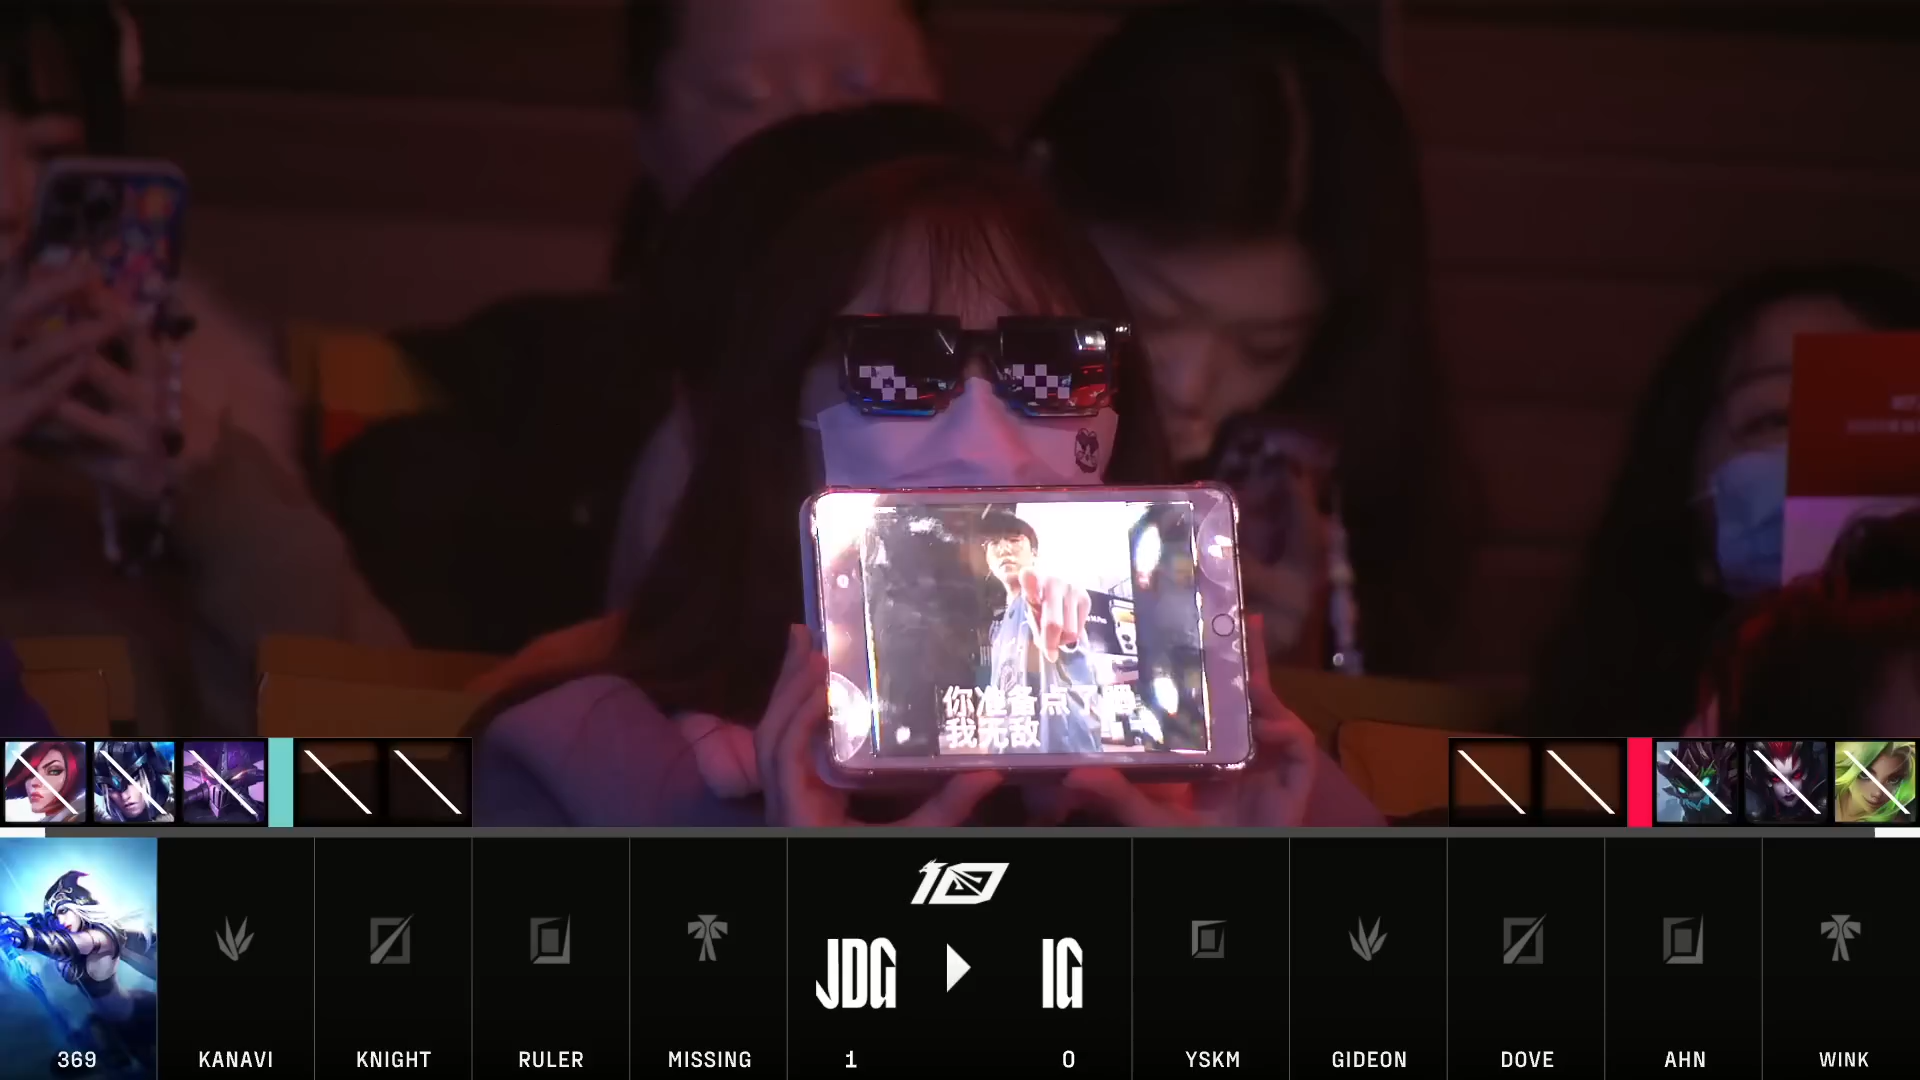 你准备点了嘿
我无敌
JDG
IG
369
KANAVI
KNIGHT
RULER
MISSING
1
0
YSKM
GIDEON
DOVE
AHN
WINK